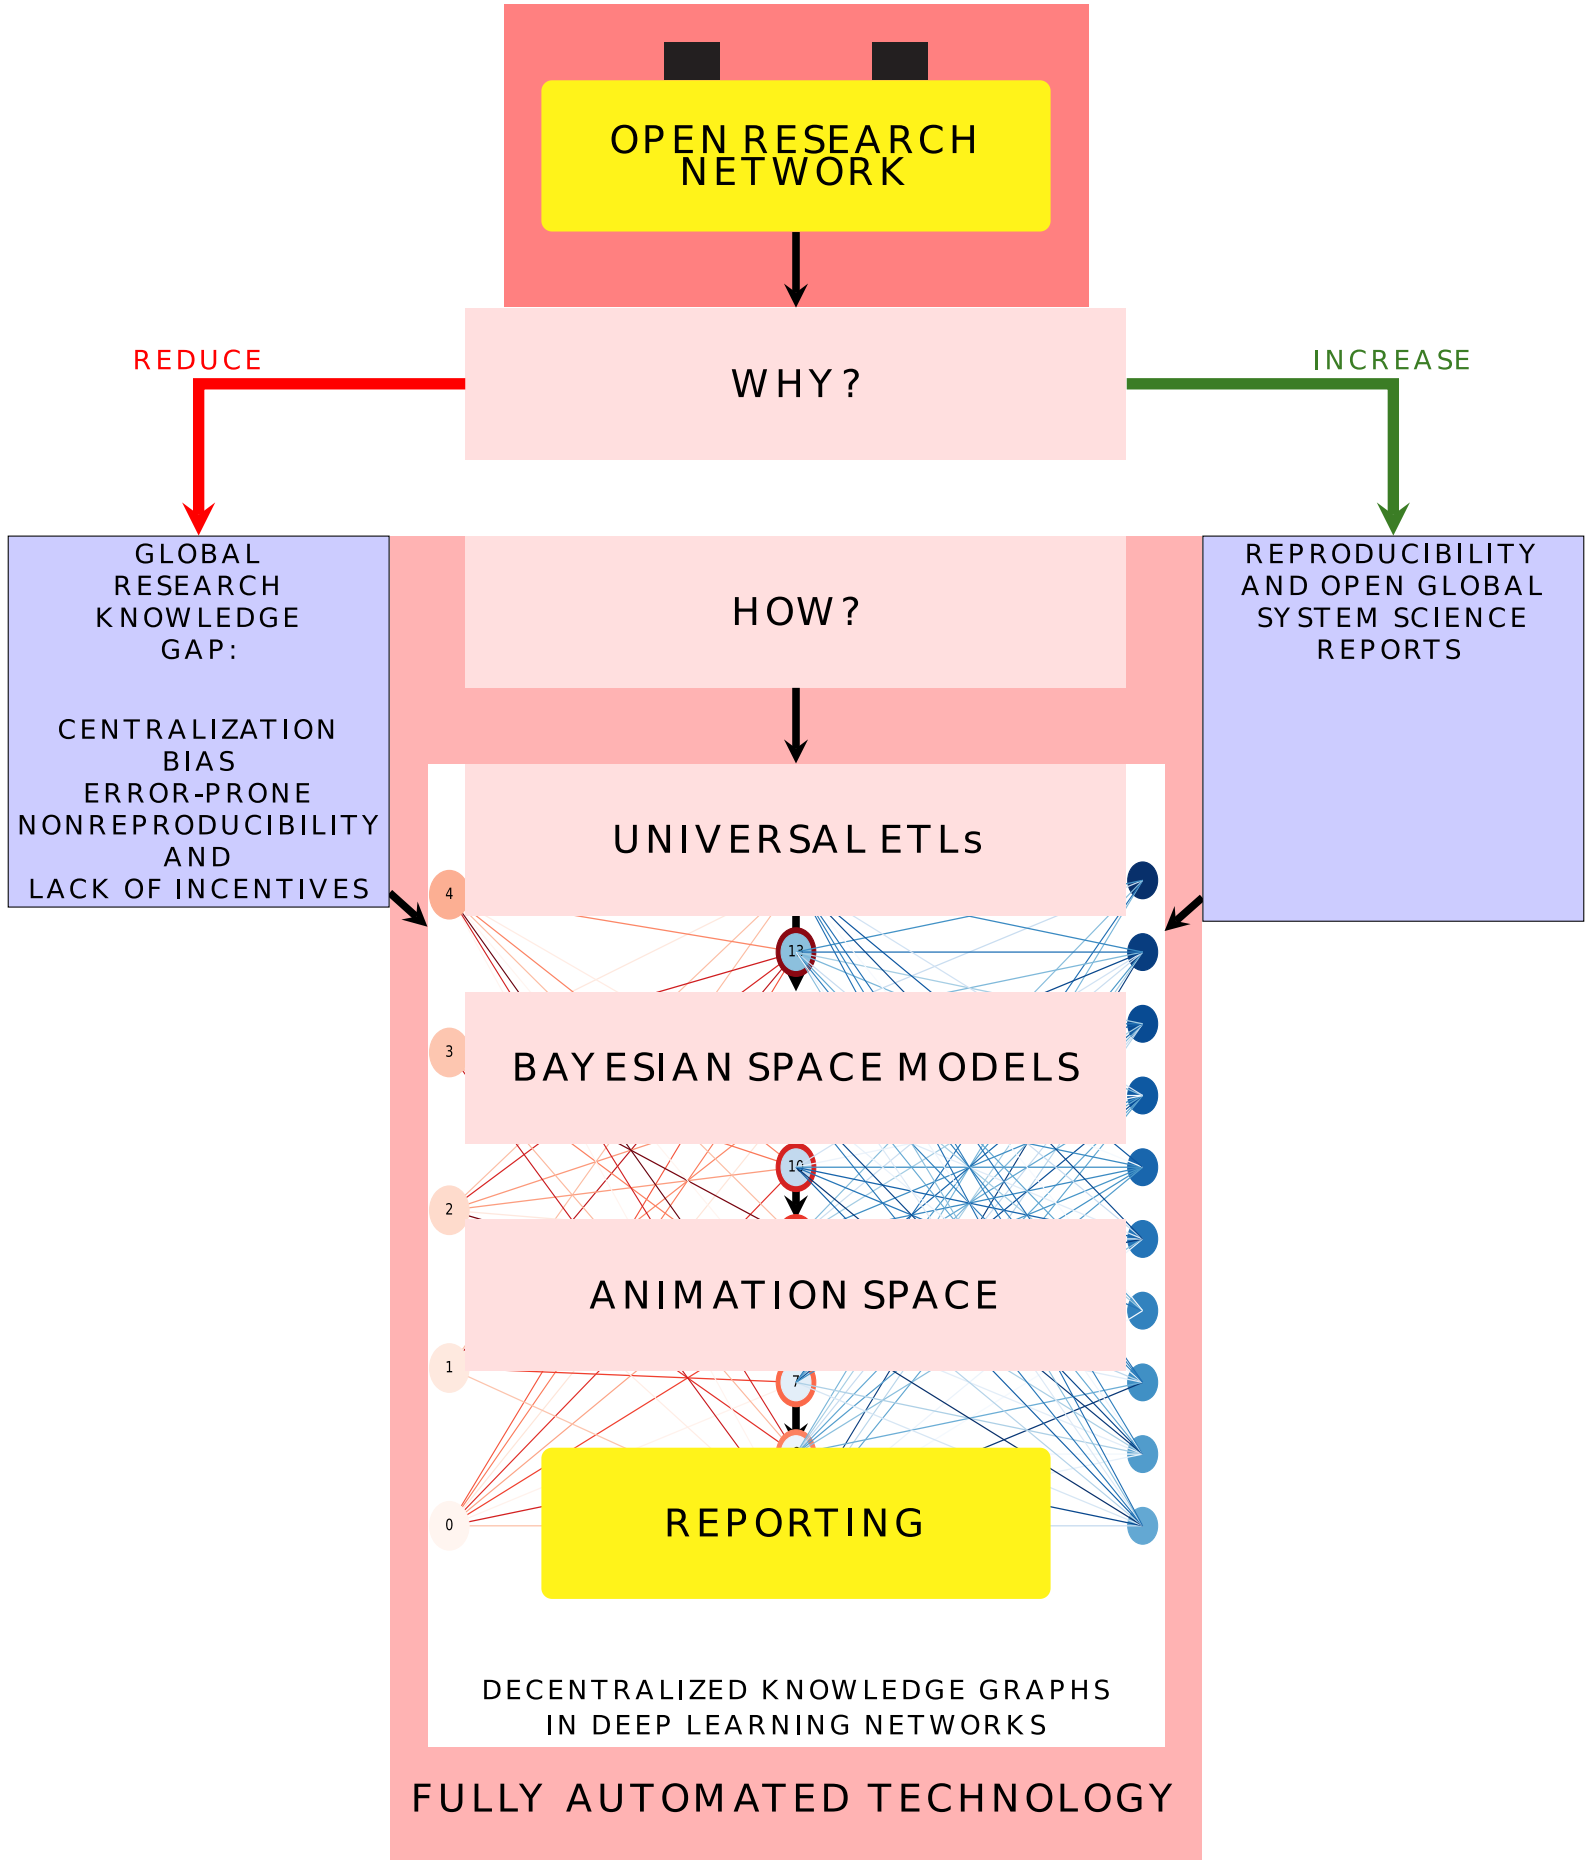 OPEN RESEARCH
NETWORK
WHY?
REDUCE
INCREASE
GLOBAL
RESEARCH
KNOWLEDGE
GAP:
CENTRALIZATION
BIAS
ERROR-PRONE
NONREPRODUCIBILITY
AND
LACK OF INCENTIVES
HOW?
REPRODUCIBILITY
AND OPEN GLOBAL
SYSTEM SCIENCE
REPORTS
UNIVERSAL ETLs
4
13
3
BAYESIAN SPACE MODELS
10
2
ANIMATION SPACE
1
7
0
REPORTING
DECENTRALIZED KNOWLEDGE GRAPHS
IN DEEP LEARNING NETWORKS
FULLY AUTOMATED TECHNOLOGY